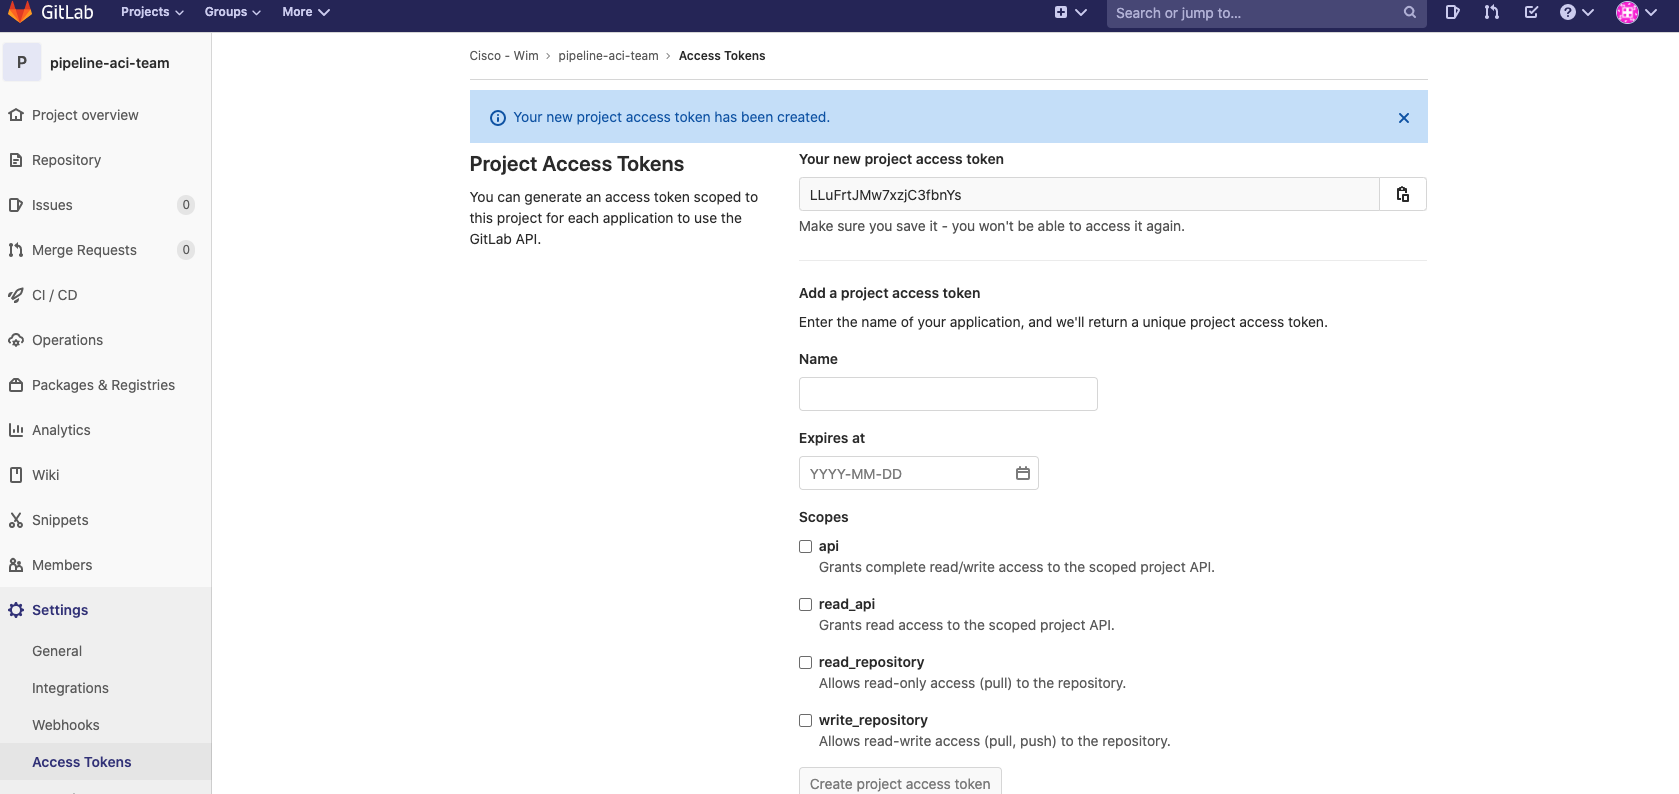 GitLab
Projects
Groups
More
Search or jump to...
P
pipeline-aci-team
Project overview
Repository
Issues 0
Merge Requests 0
CI / CD
Operations
Packages & Registries
Analytics
Wiki
Snippets
Members
Settings
General
Integrations
Webhooks
Access Tokens
Cisco - Wim › pipeline-aci-team › Access Tokens
Your new project access token has been created.
Project Access Tokens
You can generate an access token scoped to
this project for each application to use the
GitLab API.
Your new project access token
LLuFrtJMw7xzjC3fbnYs
Make sure you save it - you won't be able to access it again.
Add a project access token
Enter the name of your application, and we'll return a unique project access token.
Name
Expires at
YYYY-MM-DD
Scopes
api
Grants complete read/write access to the scoped project API.
read_api
Grants read access to the scoped project API.
read_repository
Allows read-only access (pull) to the repository.
write_repository
Allows read-write access (pull, push) to the repository.
Create project access token